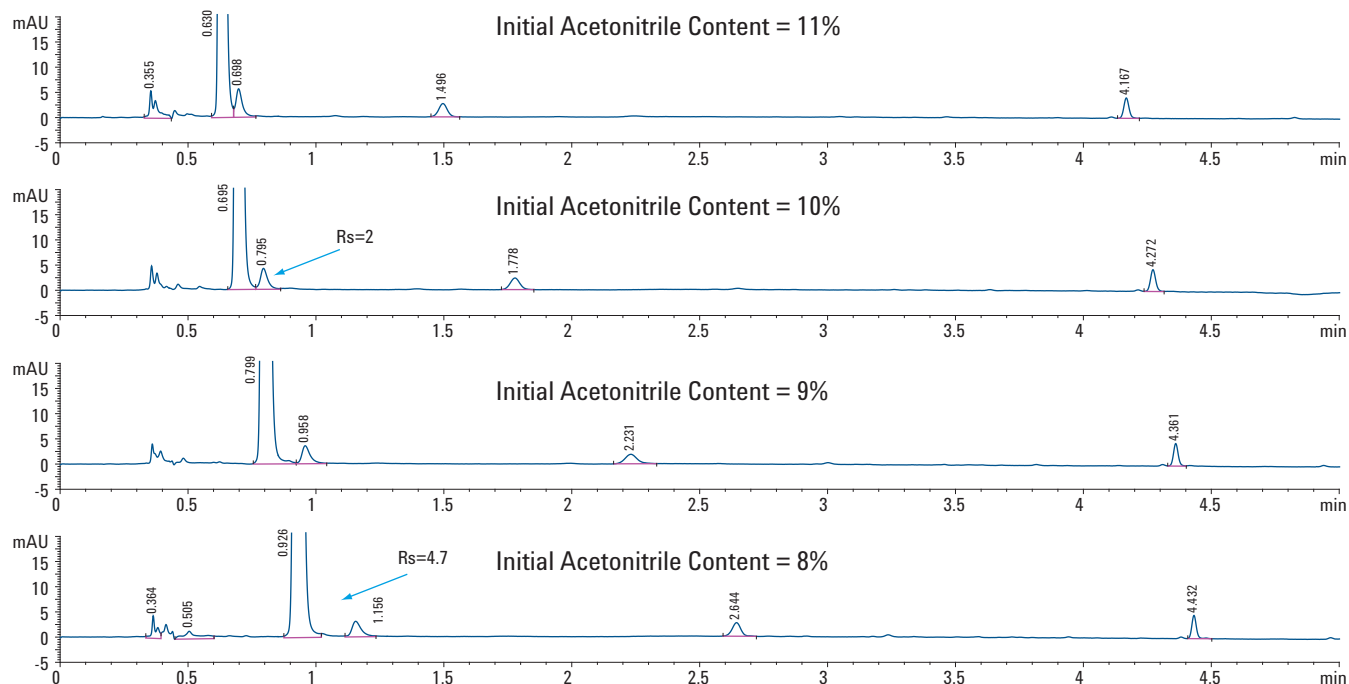 mAU
Initial Acetonitrile Content = 11%
15
10
5
0
-5
0.355
0.630
0.698
1.496
4.167
0 0.5 1 1.5 2 2.5 3 3.5 4 4.5 min
mAU
Initial Acetonitrile Content = 10%
15
10
5
0
-5
0.695
0.795
Rs=2
1.778
4.272
0 0.5 1 1.5 2 2.5 3 3.5 4 4.5 min
mAU
Initial Acetonitrile Content = 9%
15
10
5
0
-5
0.799
0.958
2.231
4.361
0 0.5 1 1.5 2 2.5 3 3.5 4 4.5 min
mAU
Initial Acetonitrile Content = 8%
15
10
5
0
-5
0.364
0.505
0.926
Rs=4.7
1.156
2.644
4.432
0 0.5 1 1.5 2 2.5 3 3.5 4 4.5 min